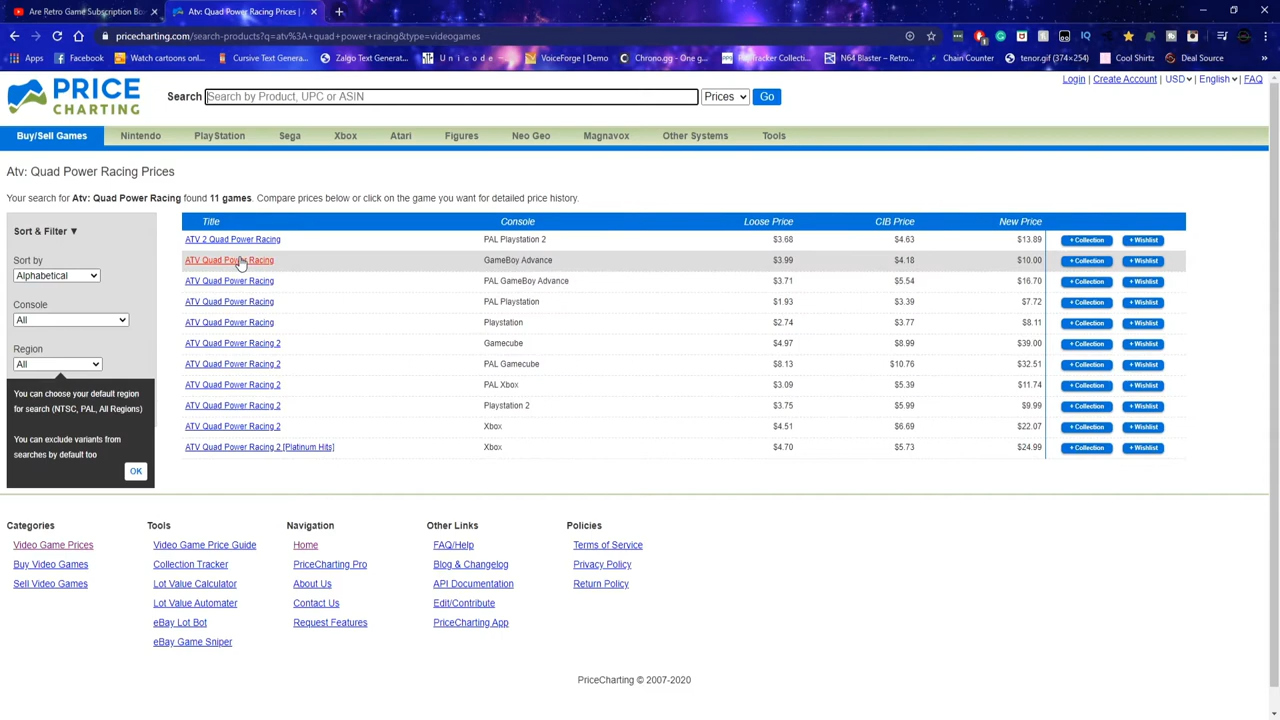 Are Retro Game Subscription Box
Atv: Quad Power Racing Prices |
pricecharting.com/search-products?q=atv%3A+quad+power+racing&type=videogames
Apps Facebook Watch cartoons onl... Cursive Text Genera... Zalgo Text Generat... U n i c o d e VoiceForge | Demo Chrono.gg - One g... Tracker Collecti... N64 Blaster – Retro... Chain Counter tenor.gif (374×254) Cool Shirtz Deal Source
Login | Create Account | USD | English | FAQ
PRICE CHARTING
Search Search by Product, UPC or ASIN Prices Go
Buy/Sell Games Nintendo PlayStation Sega Xbox Atari Figures Neo Geo Magnavox Other Systems Tools
Atv: Quad Power Racing Prices
Your search for Atv: Quad Power Racing found 11 games. Compare prices below or click on the game you want for detailed price history.
Sort & Filter ▼
Sort by
Alphabetical
Console
All
Region
All
You can choose your default region
for search (NTSC, PAL, All Regions)
You can exclude variants from
searches by default too
OK
Title Console Loose Price CIB Price New Price
ATV 2 Quad Power Racing PAL Playstation 2 $3.68 $4.63 $13.89 + Collection + Wishlist
ATV Quad Power Racing GameBoy Advance $3.99 $4.18 $10.00 + Collection + Wishlist
ATV Quad Power Racing PAL GameBoy Advance $3.71 $5.54 $16.70 + Collection + Wishlist
ATV Quad Power Racing PAL Playstation $1.93 $3.39 $7.72 + Collection + Wishlist
ATV Quad Power Racing Playstation $2.74 $3.77 $8.11 + Collection + Wishlist
ATV Quad Power Racing 2 Gamecube $4.97 $8.99 $39.00 + Collection + Wishlist
ATV Quad Power Racing 2 PAL Gamecube $8.13 $10.76 $32.51 + Collection + Wishlist
ATV Quad Power Racing 2 PAL Xbox $3.09 $5.39 $11.74 + Collection + Wishlist
ATV Quad Power Racing 2 Playstation 2 $3.75 $5.99 $9.99 + Collection + Wishlist
ATV Quad Power Racing 2 Xbox $4.51 $6.69 $22.07 + Collection + Wishlist
ATV Quad Power Racing 2 [Platinum Hits] Xbox $4.70 $5.73 $24.99 + Collection + Wishlist
Categories Tools Navigation Other Links Policies
Video Game Prices Video Game Price Guide Home FAQ/Help Terms of Service
Buy Video Games Collection Tracker PriceCharting Pro Blog & Changelog Privacy Policy
Sell Video Games Lot Value Calculator About Us API Documentation Return Policy
Lot Value Automater Contact Us Edit/Contribute
eBay Lot Bot Request Features PriceCharting App
eBay Game Sniper
PriceCharting © 2007-2020